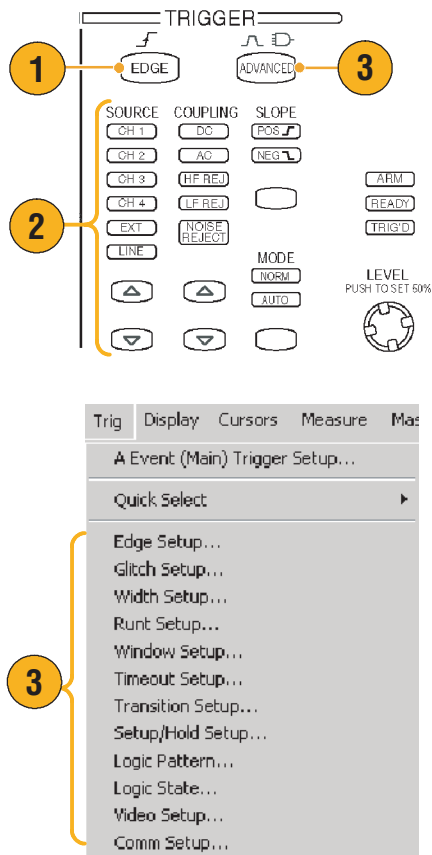 TRIGGER
1 EDGE ADVANCED 3
SOURCE COUPLING SLOPE
CH 1 DC POS
CH 2 AC NEG
CH 3 HF REJ ARM
CH 4 LF REJ READY
2 EXT NOISE REJECT TRIG'D
LINE
MODE
NORM LEVEL
AUTO PUSH TO SET 50%
Trig Display Cursors Measure Mas
A Event (Main) Trigger Setup...
Quick Select
Edge Setup...
Glitch Setup...
Width Setup...
Runt Setup...
Window Setup...
3
Timeout Setup...
Transition Setup...
Setup/Hold Setup...
Logic Pattern...
Logic State...
Video Setup...
Comm Setup...